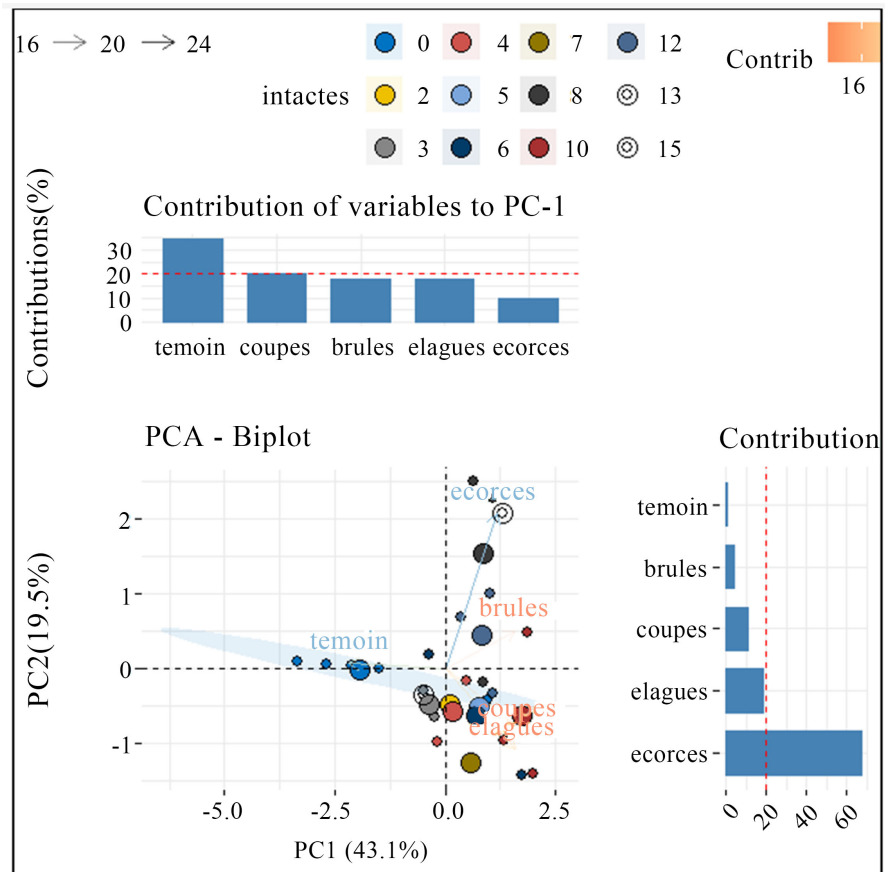 16 20 24
0 4 7 12
Contrib
16
intactes 2 5 8 13
3 6 10 15
Contributions(%)
Contribution of variables to PC-1
30
20
10
0
temoin coupes brules elagues ecorces
PCA - Biplot
PC2(19.5%)
2
1
0
-1
ecorces
brules
temoin
coupes
elagues
-5.0 -2.5 0.0 2.5
PC1 (43.1%)
Contribution
temoin
brules
coupes
elagues
ecorces
0 20 40 60